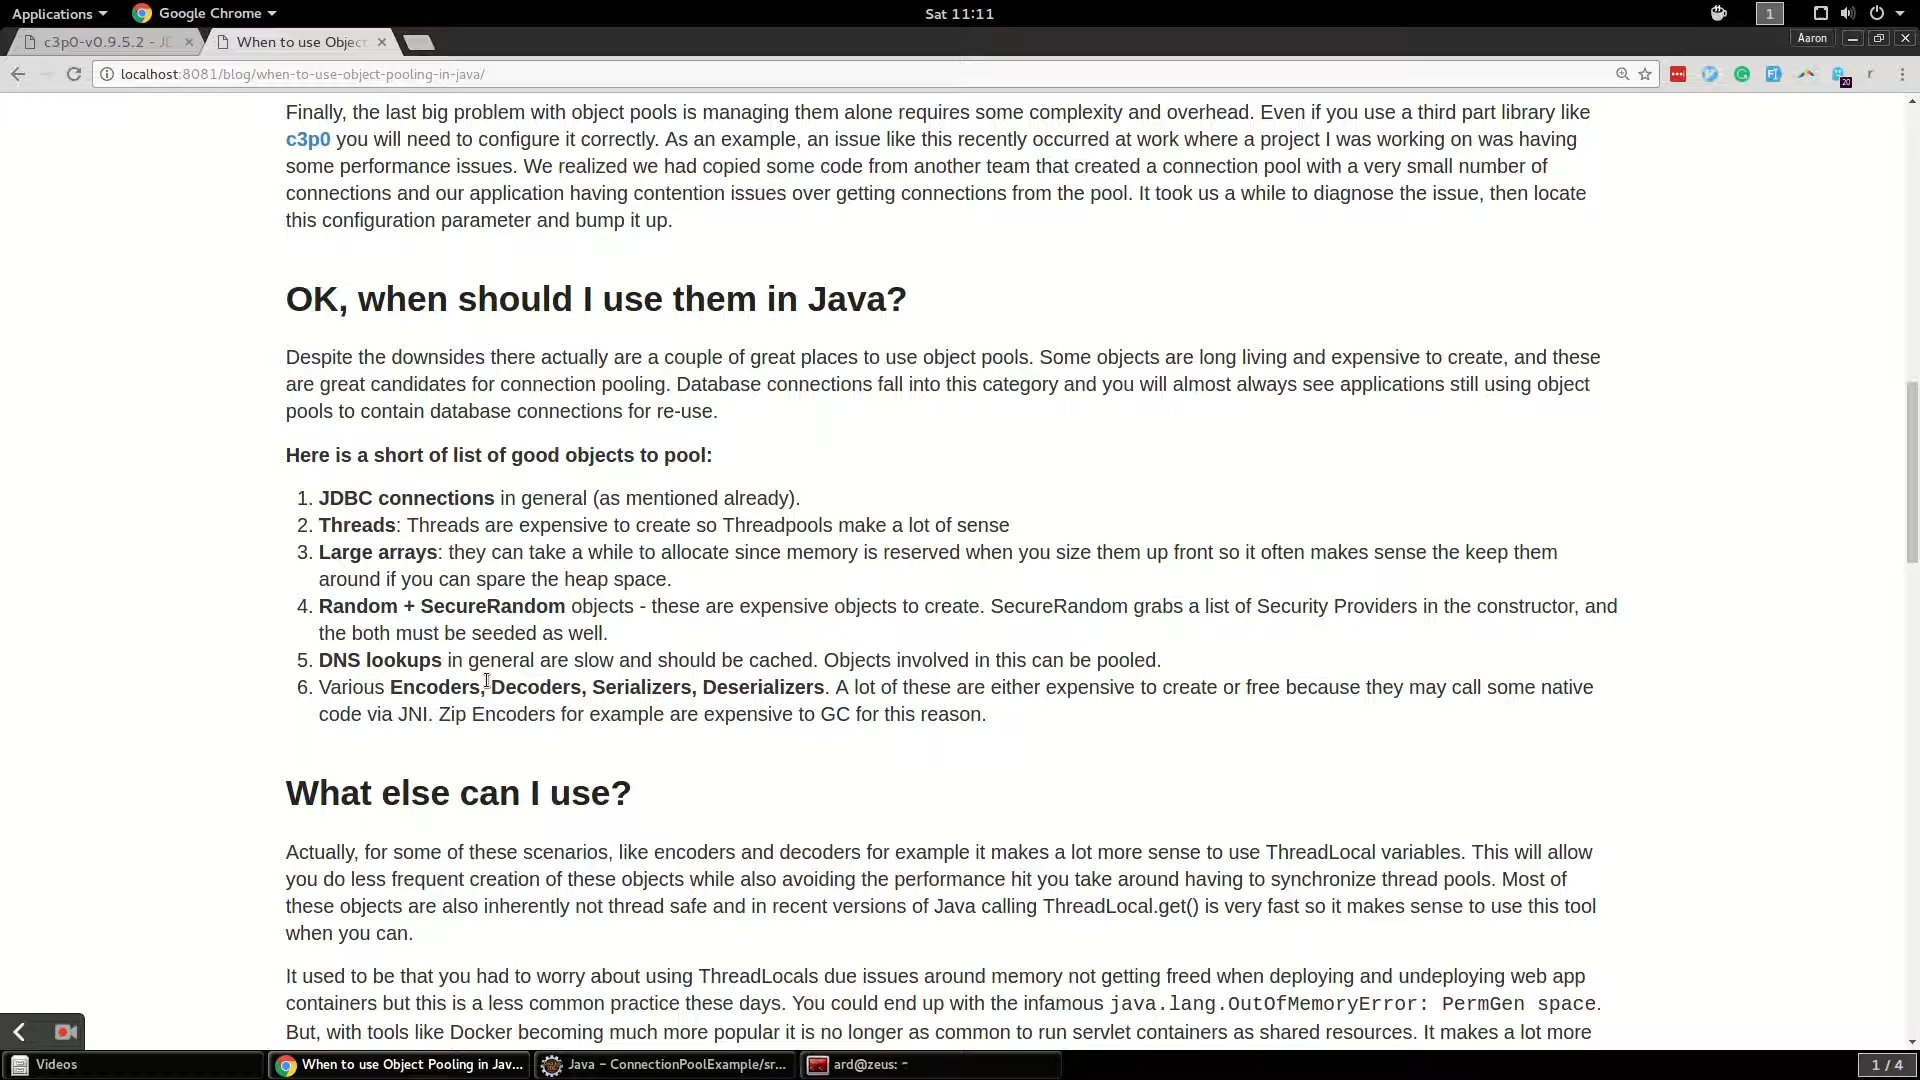 Applications
Google Chrome
Sat 11:11
1
c3p0-v0.9.5.2 - JD
When to use Object
Aaron
localhost:8081/blog/when-to-use-object-pooling-in-java/
20
Finally, the last big problem with object pools is managing them alone requires some complexity and overhead. Even if you use a third part library like
c3p0 you will need to configure it correctly. As an example, an issue like this recently occurred at work where a project I was working on was having
some performance issues. We realized we had copied some code from another team that created a connection pool with a very small number of
connections and our application having contention issues over getting connections from the pool. It took us a while to diagnose the issue, then locate
this configuration parameter and bump it up.
OK, when should I use them in Java?
Despite the downsides there actually are a couple of great places to use object pools. Some objects are long living and expensive to create, and these
are great candidates for connection pooling. Database connections fall into this category and you will almost always see applications still using object
pools to contain database connections for re-use.
Here is a short of list of good objects to pool:
1. JDBC connections in general (as mentioned already).
2. Threads: Threads are expensive to create so Threadpools make a lot of sense
3. Large arrays: they can take a while to allocate since memory is reserved when you size them up front so it often makes sense the keep them
around if you can spare the heap space.
4. Random + SecureRandom objects - these are expensive objects to create. SecureRandom grabs a list of Security Providers in the constructor, and
the both must be seeded as well.
5. DNS lookups in general are slow and should be cached. Objects involved in this can be pooled.
6. Various Encoders, Decoders, Serializers, Deserializers. A lot of these are either expensive to create or free because they may call some native
code via JNI. Zip Encoders for example are expensive to GC for this reason.
What else can I use?
Actually, for some of these scenarios, like encoders and decoders for example it makes a lot more sense to use ThreadLocal variables. This will allow
you do less frequent creation of these objects while also avoiding the performance hit you take around having to synchronize thread pools. Most of
these objects are also inherently not thread safe and in recent versions of Java calling ThreadLocal.get() is very fast so it makes sense to use this tool
when you can.
It used to be that you had to worry about using ThreadLocals due issues around memory not getting freed when deploying and undeploying web app
containers but this is a less common practice these days. You could end up with the infamous java.lang.OutOfMemoryError: PermGen space.
But, with tools like Docker becoming much more popular it is no longer as common to run servlet containers as shared resources. It makes a lot more
Videos
When to use Object Pooling in Jav...
Java - ConnectionPoolExample/sr...
ard@zeus: ~
1 / 4